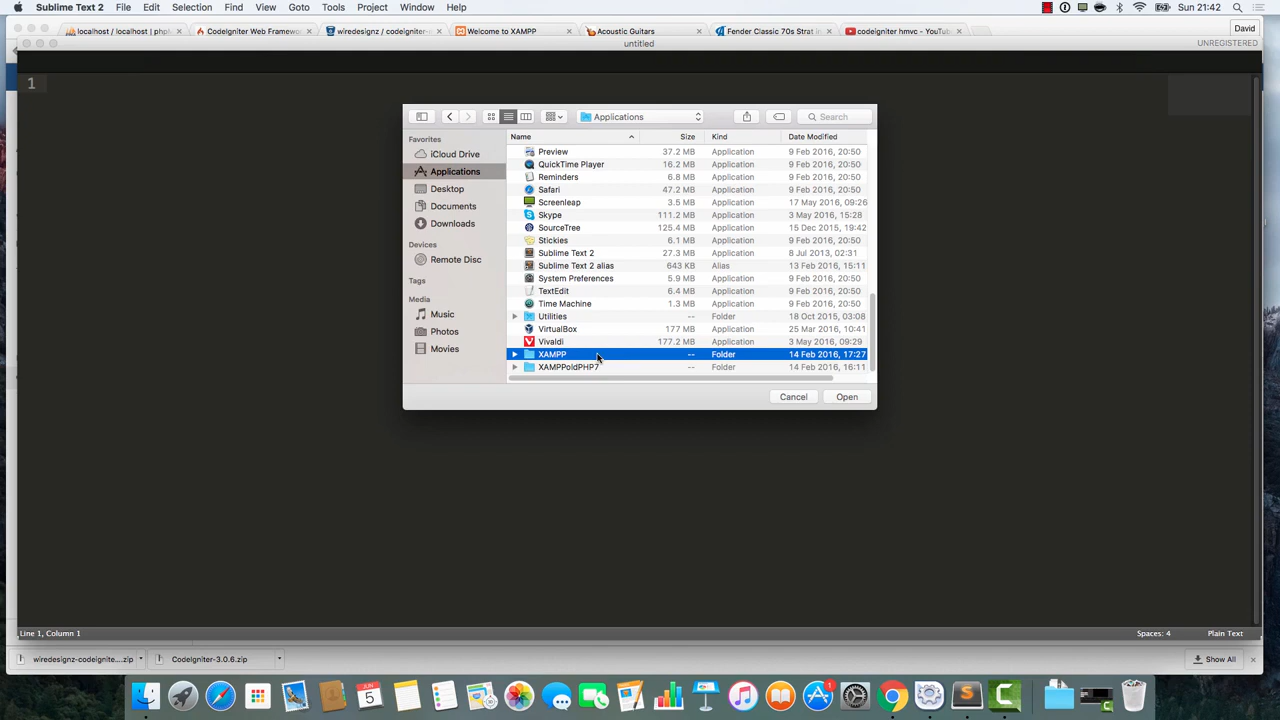 Sublime Text 2 File Edit Selection Find View Goto Tools Project Window Help Sun 21:42
localhost / localhost | php CodeIgniter Web Framew wiredesignz / codeigniter- Welcome to XAMPP Acoustic Guitars Fender Classic 70s Strat in codeigniter hmvc - YouTu David
untitled UNREGISTERED
1
Applications Search
Favorites
iCloud Drive
Applications
Desktop
Documents
Downloads
Devices
Remote Disc
Tags
Media
Music
Photos
Movies
Name Size Kind Date Modified
Preview 37.2 MB Application 9 Feb 2016, 20:50
QuickTime Player 16.2 MB Application 9 Feb 2016, 20:50
Reminders 6.8 MB Application 9 Feb 2016, 20:50
Safari 47.2 MB Application 9 Feb 2016, 20:50
Screenleap 3.5 MB Application 17 May 2016, 09:26
Skype 111.2 MB Application 3 May 2016, 15:28
SourceTree 125.4 MB Application 15 Dec 2015, 19:42
Stickies 6.1 MB Application 9 Feb 2016, 20:50
Sublime Text 2 27.3 MB Application 8 Jul 2013, 02:31
Sublime Text 2 alias 643 KB Alias 13 Feb 2016, 15:11
System Preferences 5.9 MB Application 9 Feb 2016, 20:50
TextEdit 6.4 MB Application 9 Feb 2016, 20:50
Time Machine 1.3 MB Application 9 Feb 2016, 20:50
Utilities -- Folder 18 Oct 2015, 03:08
VirtualBox 177 MB Application 25 Mar 2016, 10:41
Vivaldi 177.2 MB Application 3 May 2016, 09:29
XAMPP -- Folder 14 Feb 2016, 17:27
XAMPPoldPHP7 -- Folder 14 Feb 2016, 16:11
Cancel Open
Line 1, Column 1 Spaces: 4 Plain Text
wiredesignz-codeignite....zip CodeIgniter-3.0.6.zip Show All
JUN
5
1